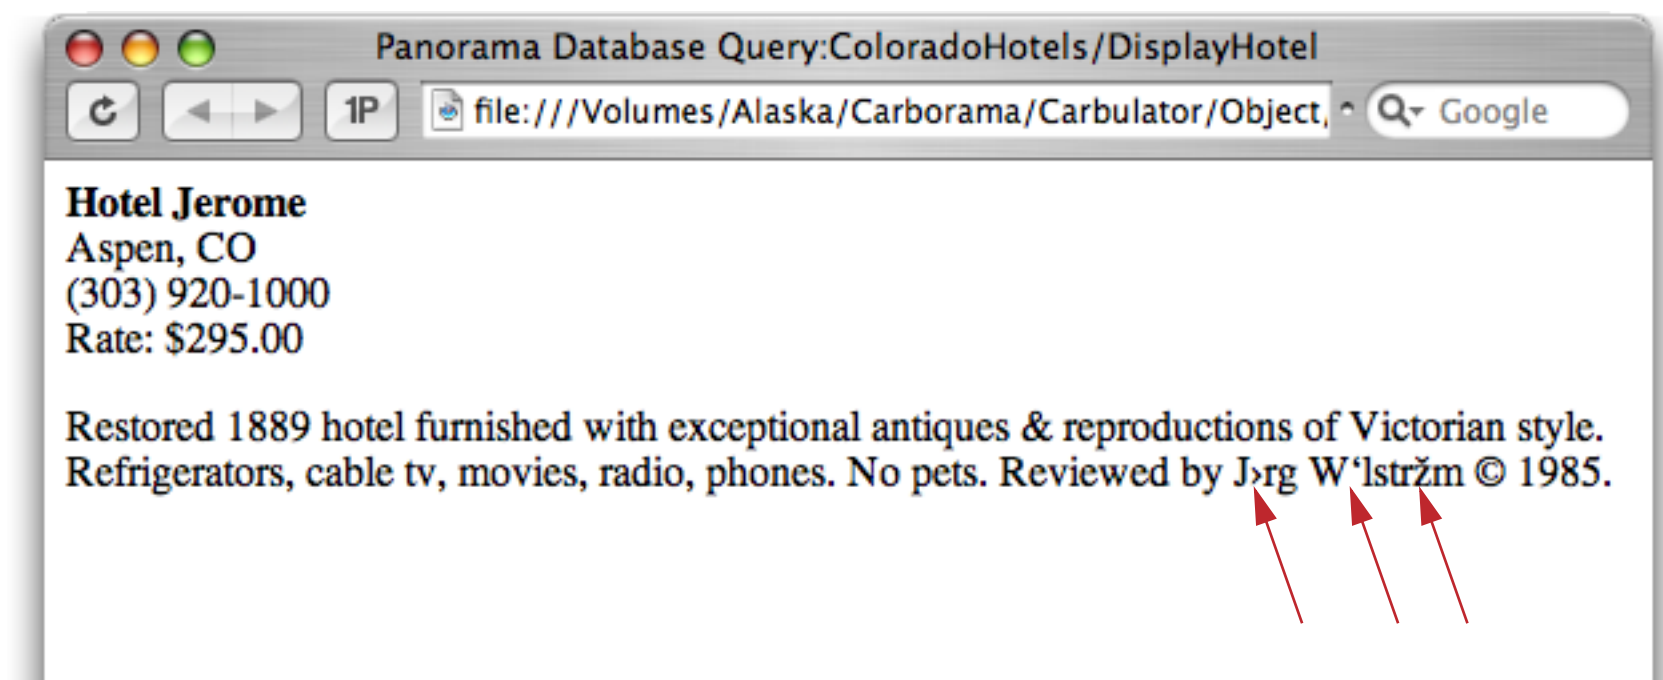 Panorama Database Query:ColoradoHotels/DisplayHotel
1P
file:///Volumes/Alaska/Carborama/Carbulator/Object,
Google
Hotel Jerome
Aspen, CO
(303) 920-1000
Rate: $295.00
Restored 1889 hotel furnished with exceptional antiques & reproductions of Victorian style.
Refrigerators, cable tv, movies, radio, phones. No pets. Reviewed by J›rg W‘lstržm © 1985.